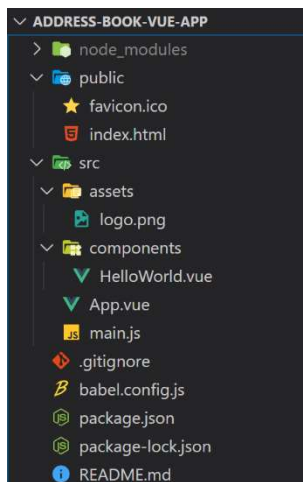 ADDRESS-BOOK-VUE-APP
node_modules
public
favicon.ico
index.html
src
assets
logo.png
components
HelloWorld.vue
App.vue
JS main.js
.gitignore
babel.config.js
package.json
package-lock.json
README.md